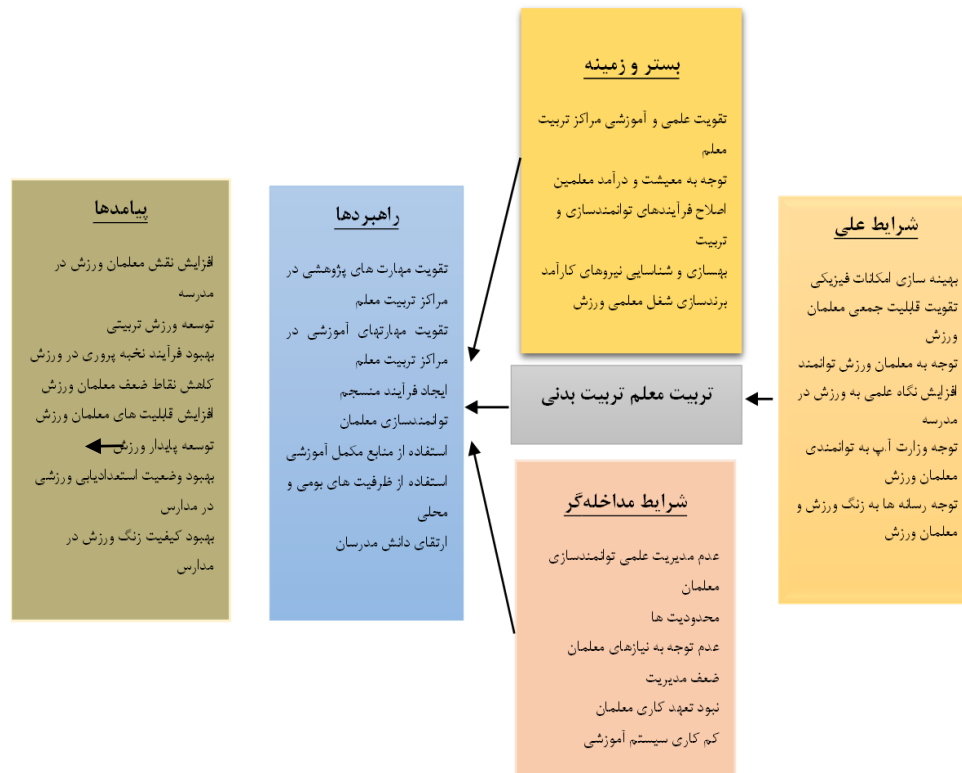 بستر و زمینه
تقویت علمی و آموزشی مراکز تربیت
معلم
توجه به معیشت و درآمد معلمین
اصلاح فرآیندهای توانمندسازی و
تربیت
بهسازی و شناسایی نیروهای کارآمد
برندسازی شغل معلمی ورزش
شرایط علی
بهینه سازی امکانات فیزیکی
تقویت قابلیت جمعی معلمان
ورزش
توجه به معلمان ورزش توانمند
افزایش نگاه علمی به ورزش در
مدرسه
توجه وزارت آ.پ به توانمندی
معلمان ورزش
توجه رسانه ها به زنگ ورزش و
معلمان ورزش
تربیت معلم تربیت بدنی
شرایط مداخله‌گر
عدم مدیریت علمی توانمندسازی
معلمان
محدودیت ها
عدم توجه به نیازهای معلمان
ضعف مدیریت
نبود تعهد کاری معلمان
کم کاری سیستم آموزشی
راهبردها
تقویت مهارت های پژوهشی در
مراکز تربیت معلم
تقویت مهارتهای آموزشی در
مراکز تربیت معلم
ایجاد فرآیند منسجم
توانمندسازی معلمان
استفاده از منابع مکمل آموزشی
استفاده از ظرفیت های بومی و
محلی
ارتقای دانش مدرسان
پیامدها
افزایش نقش معلمان ورزش در
مدرسه
توسعه ورزش تربیتی
بهبود فرآیند نخبه پروری در ورزش
کاهش نقاط ضعف معلمان ورزش
افزایش قابلیت های معلمان ورزش
توسعه پایدار ورزش
بهبود وضعیت استعدادیابی ورزشی
در مدارس
بهبود کیفیت زنگ ورزش در
مدارس